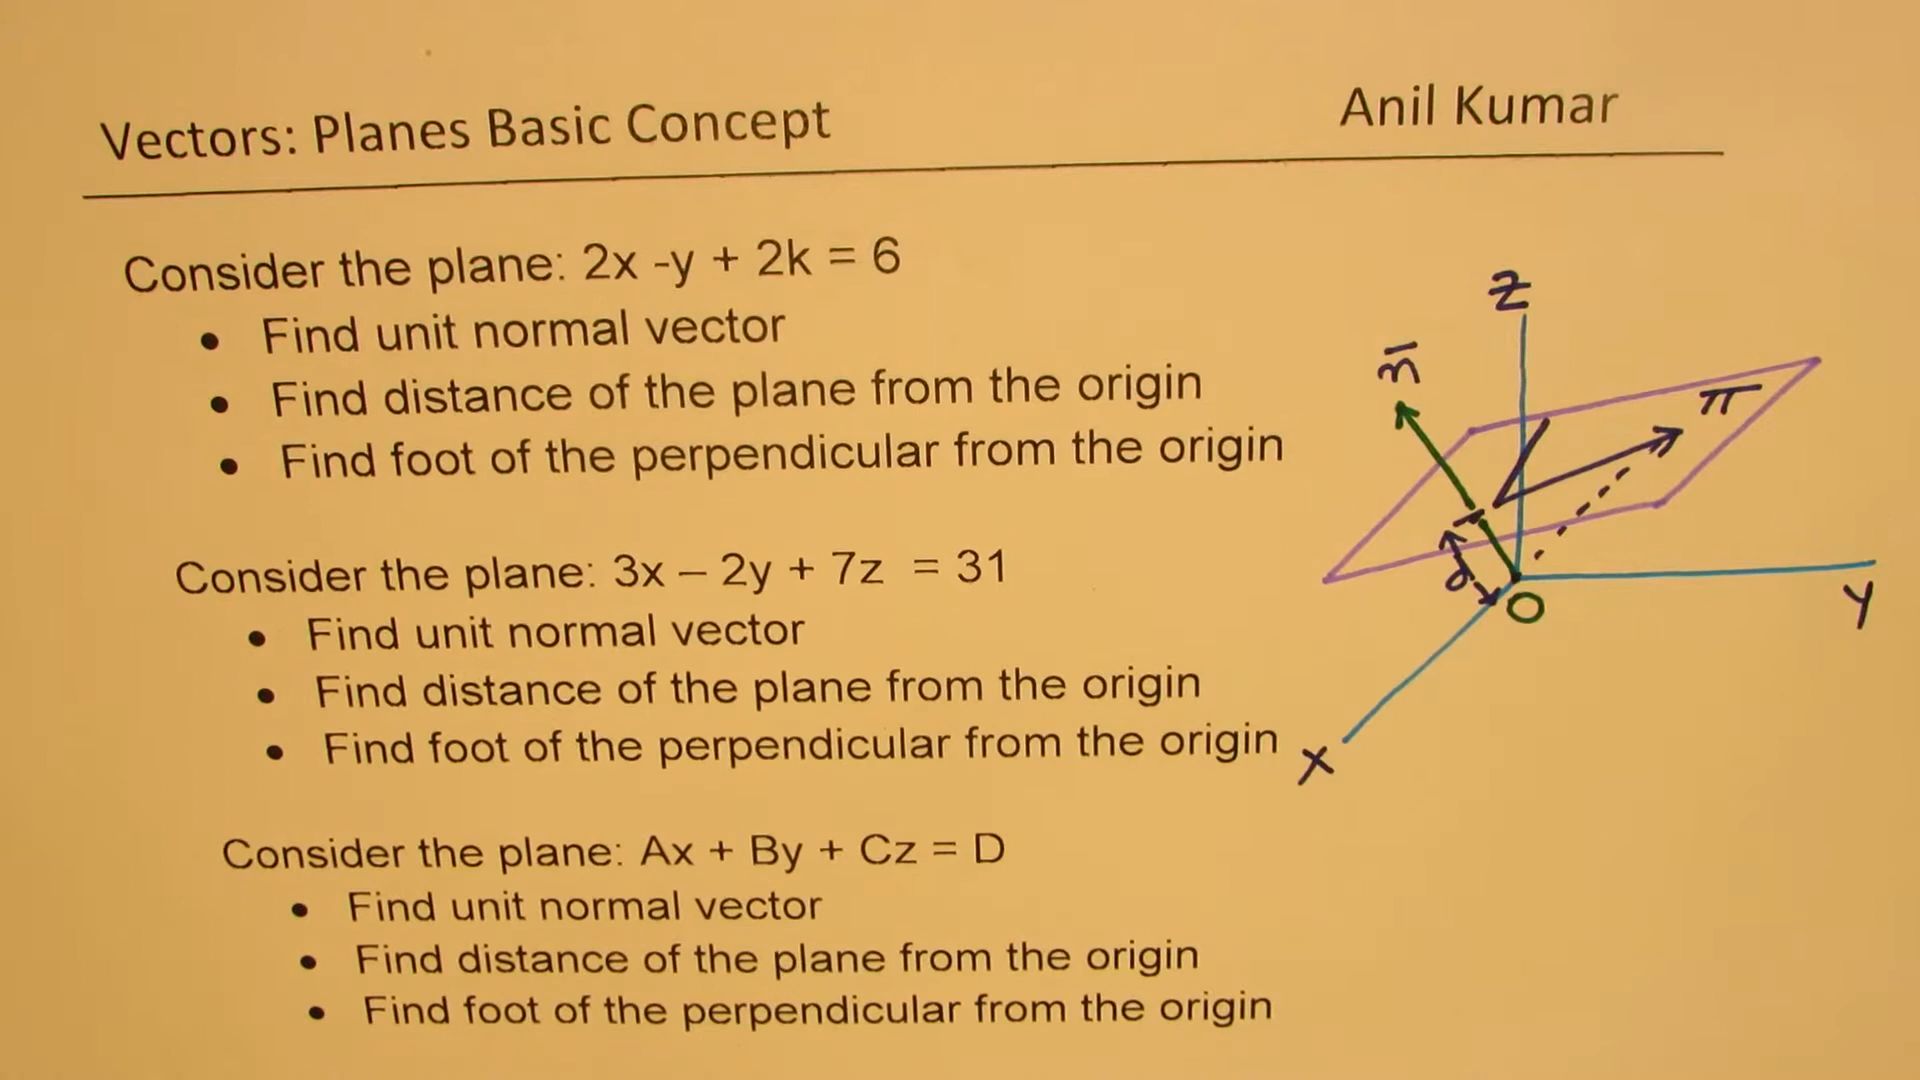 Vectors: Planes Basic Concept
Anil Kumar
Consider the plane: 2x -y + 2k = 6
• Find unit normal vector
• Find distance of the plane from the origin
• Find foot of the perpendicular from the origin
Consider the plane: 3x – 2y + 7z = 31
• Find unit normal vector
• Find distance of the plane from the origin
• Find foot of the perpendicular from the origin
Consider the plane: Ax + By + Cz = D
• Find unit normal vector
• Find distance of the plane from the origin
• Find foot of the perpendicular from the origin
Z
n̄
π
d
O
y
X